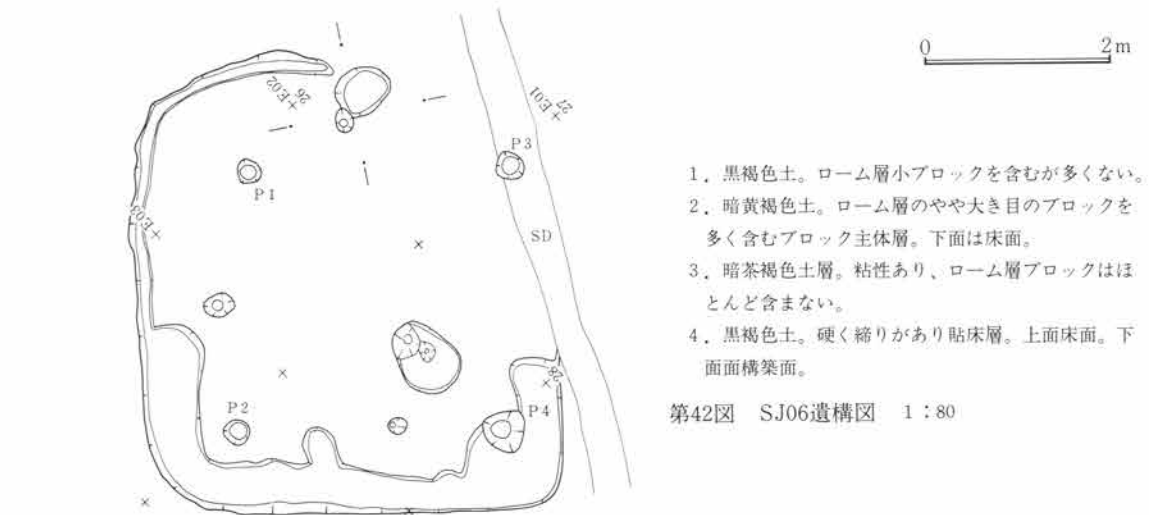 0 2m
E02
26
E01
27
P3
P1
E03
SD
28
P2
P4
1．黒褐色土。ローム層小ブロックを含むが多くない。
2．暗黄褐色土。ローム層のやや大き目のブロックを
多く含むブロック主体層。下面は床面。
3．暗茶褐色土層。粘性あり、ローム層ブロックはほ
とんど含まない。
4．黒褐色土。硬く締りがあり貼床層。上面床面。下
面面構築面。
第42図 SJ06遺構図 1：80